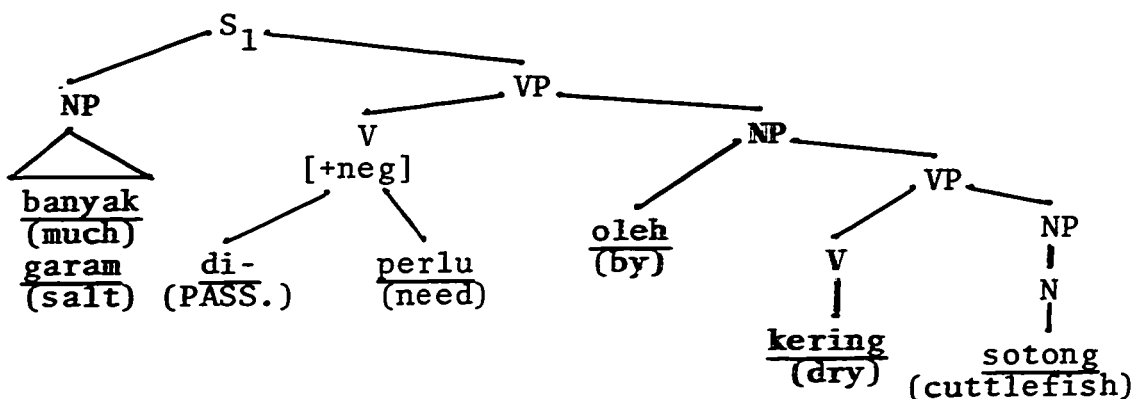 S1
NP VP
V NP
[+neg] VP
banyak oleh NP
(much) di- perlu (by) V
garam (PASS.) (need) N
(salt)
kering sotong
(dry) (cuttlefish)